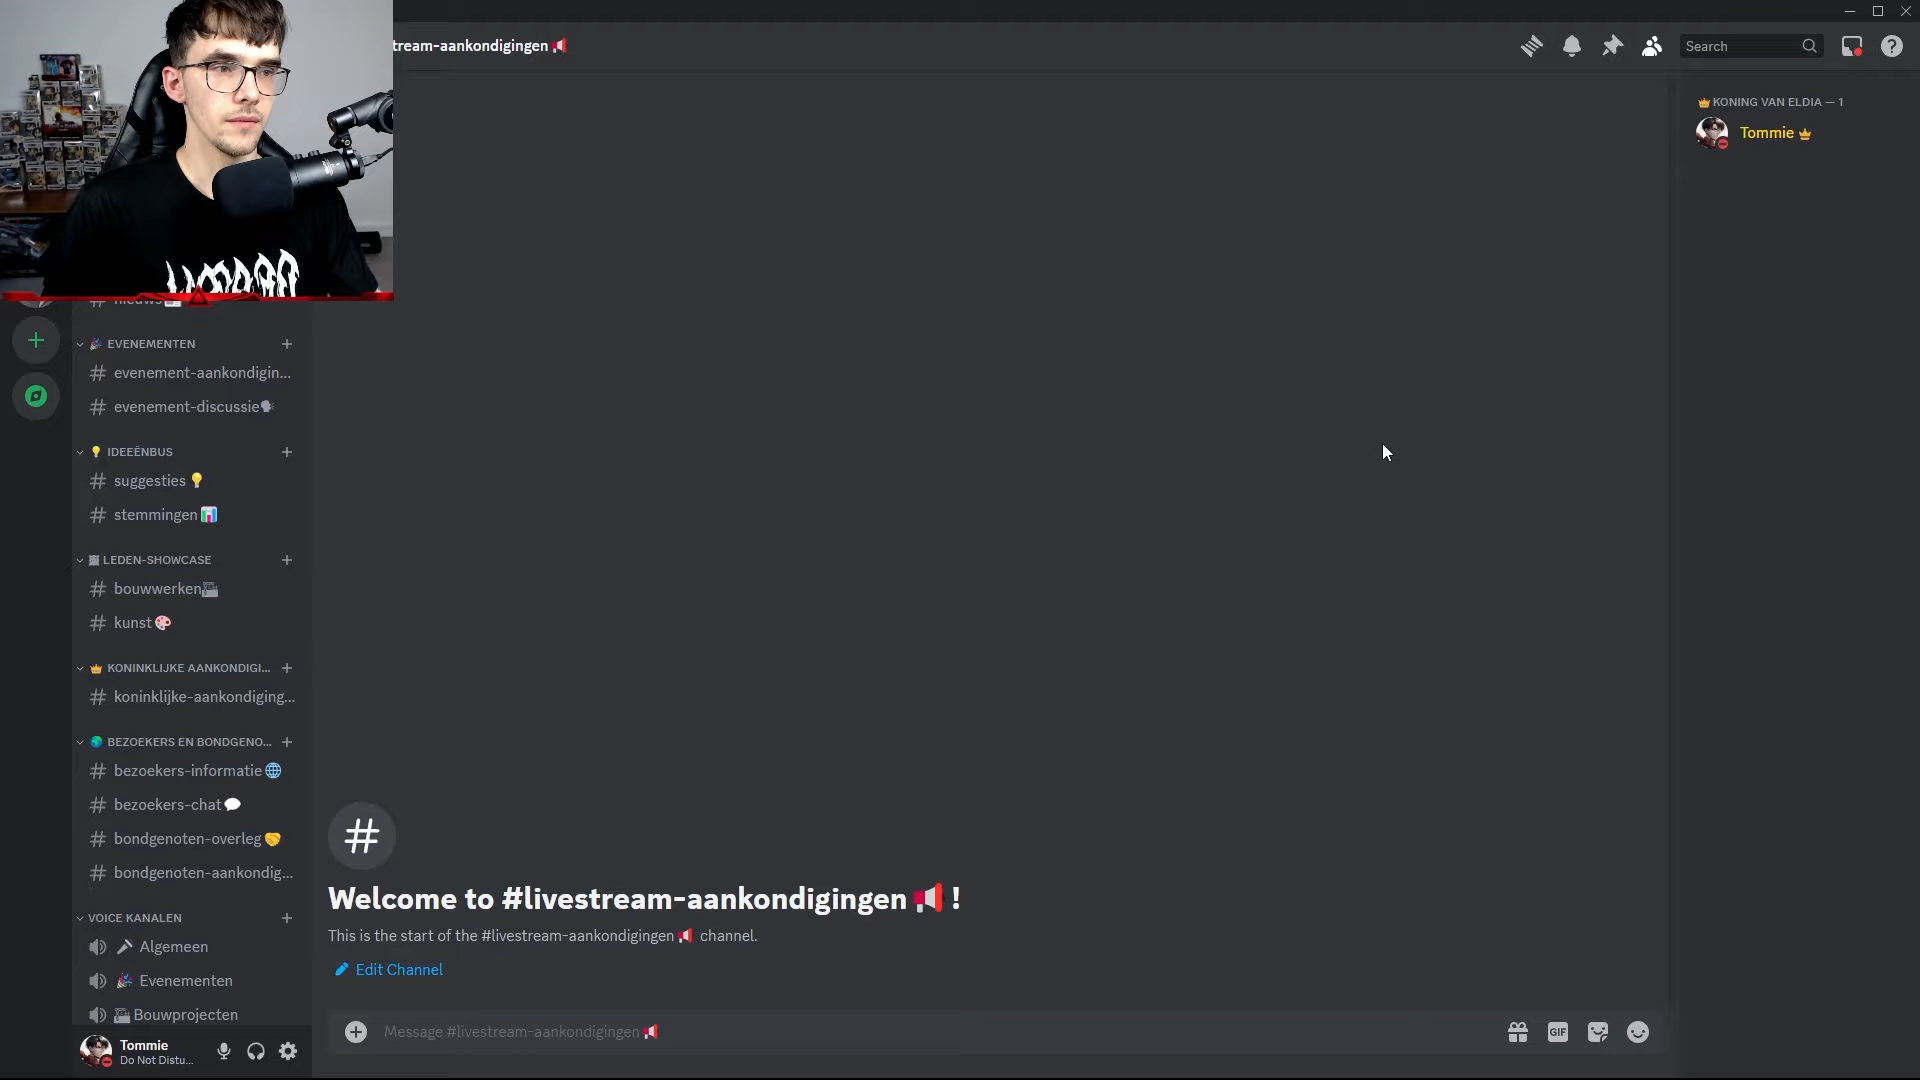 stream-aankondigingen
Search
KONING VAN ELDIA — 1
Tommie
nieuws
EVENEMENTEN
evenement-aankondigin...
evenement-discussie
IDEEËNBUS
suggesties
stemmingen
LEDEN-SHOWCASE
bouwwerken
kunst
KONINKLIJKE AANKONDIGI...
koninklijke-aankondiging...
BEZOEKERS EN BONDGENO...
bezoekers-informatie
bezoekers-chat
bondgenoten-overleg
bondgenoten-aankondig...
VOICE KANALEN
Algemeen
Evenementen
Bouwprojecten
Tommie
Do Not Distu...
Welcome to #livestream-aankondigingen !
This is the start of the #livestream-aankondigingen channel.
Edit Channel
Message #livestream-aankondigingen
GIF